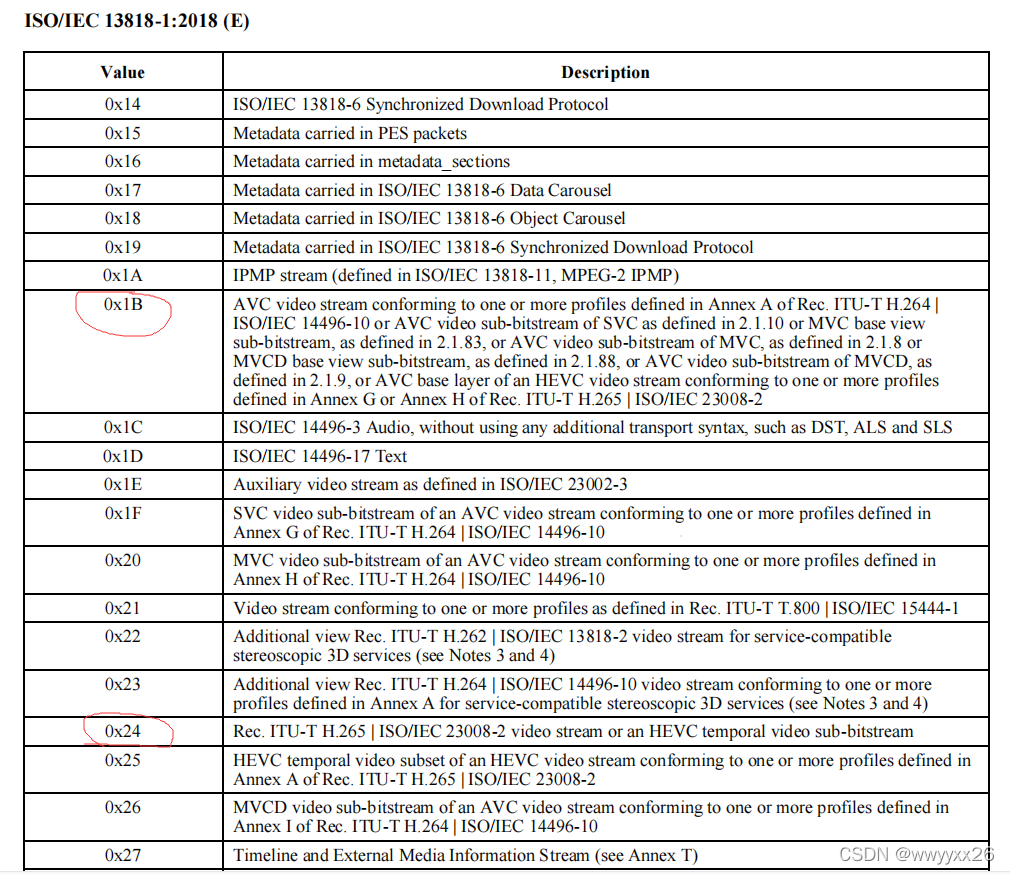 ISO/IEC 13818-1:2018 (E)
Value Description
0x14 ISO/IEC 13818-6 Synchronized Download Protocol
0x15 Metadata carried in PES packets
0x16 Metadata carried in metadata_sections
0x17 Metadata carried in ISO/IEC 13818-6 Data Carousel
0x18 Metadata carried in ISO/IEC 13818-6 Object Carousel
0x19 Metadata carried in ISO/IEC 13818-6 Synchronized Download Protocol
0x1A IPMP stream (defined in ISO/IEC 13818-11, MPEG-2 IPMP)
0x1B AVC video stream conforming to one or more profiles defined in Annex A of Rec. ITU-T H.264 |
ISO/IEC 14496-10 or AVC video sub-bitstream of SVC as defined in 2.1.10 or MVC base view
sub-bitstream, as defined in 2.1.83, or AVC video sub-bitstream of MVC, as defined in 2.1.8 or
MVCD base view sub-bitstream, as defined in 2.1.88, or AVC video sub-bitstream of MVCD, as
defined in 2.1.9, or AVC base layer of an HEVC video stream conforming to one or more profiles
defined in Annex G or Annex H of Rec. ITU-T H.265 | ISO/IEC 23008-2
0x1C ISO/IEC 14496-3 Audio, without using any additional transport syntax, such as DST, ALS and SLS
0x1D ISO/IEC 14496-17 Text
0x1E Auxiliary video stream as defined in ISO/IEC 23002-3
0x1F SVC video sub-bitstream of an AVC video stream conforming to one or more profiles defined in
Annex G of Rec. ITU-T H.264 | ISO/IEC 14496-10
0x20 MVC video sub-bitstream of an AVC video stream conforming to one or more profiles defined in
Annex H of Rec. ITU-T H.264 | ISO/IEC 14496-10
0x21 Video stream conforming to one or more profiles as defined in Rec. ITU-T T.800 | ISO/IEC 15444-1
0x22 Additional view Rec. ITU-T H.262 | ISO/IEC 13818-2 video stream for service-compatible
stereoscopic 3D services (see Notes 3 and 4)
0x23 Additional view Rec. ITU-T H.264 | ISO/IEC 14496-10 video stream conforming to one or more
profiles defined in Annex A for service-compatible stereoscopic 3D services (see Notes 3 and 4)
0x24 Rec. ITU-T H.265 | ISO/IEC 23008-2 video stream or an HEVC temporal video sub-bitstream
0x25 HEVC temporal video subset of an HEVC video stream conforming to one or more profiles defined in
Annex A of Rec. ITU-T H.265 | ISO/IEC 23008-2
0x26 MVCD video sub-bitstream of an AVC video stream conforming to one or more profiles defined in
Annex I of Rec. ITU-T H.264 | ISO/IEC 14496-10
0x27 Timeline and External Media Information Stream (see Annex T)
CSDN @wwyyxx26